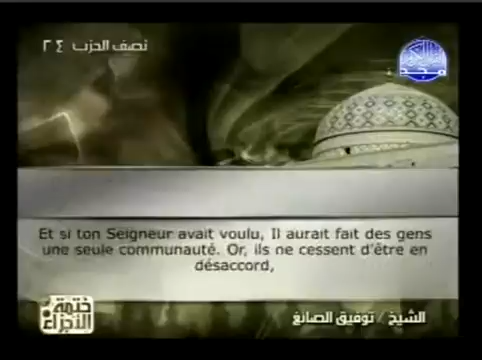 نصف الحزب ٢٤
مجد
Et si ton Seigneur avait voulu, Il aurait fait des gens
une seule communauté. Or, ils ne cessent d'être en
désaccord,
ختمة
الأجزاء
الشيخ / توفيق الصائغ